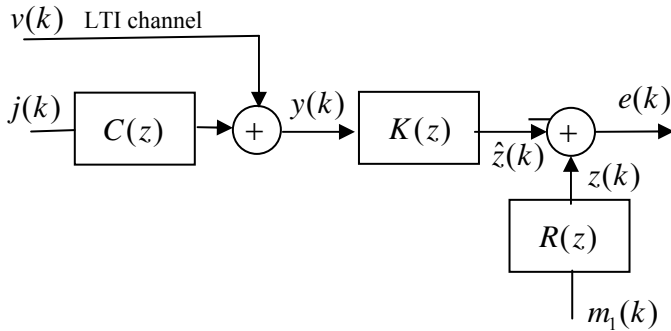 v(k) LTI channel
j(k)
C(z)
+
y(k)
K(z)
ẑ(k)
−
+
e(k)
z(k)
R(z)
m₁(k)